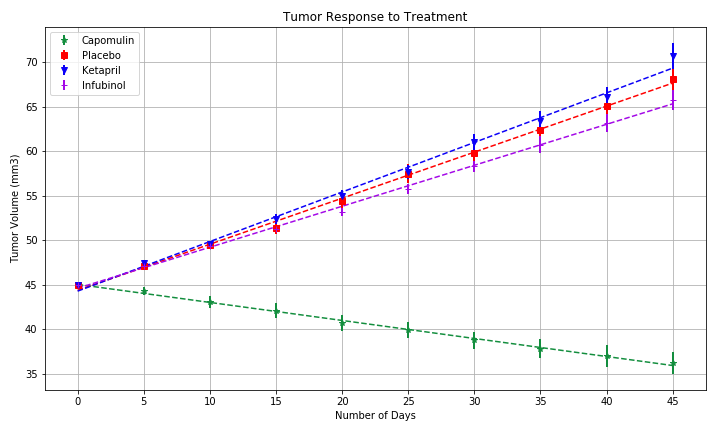 Tumor Response to Treatment
Capomulin
Placebo
Ketapril
Infubinol
Tumor Volume (mm3)
70
65
60
55
50
45
40
35
0 5 10 15 20 25 30 35 40 45
Number of Days